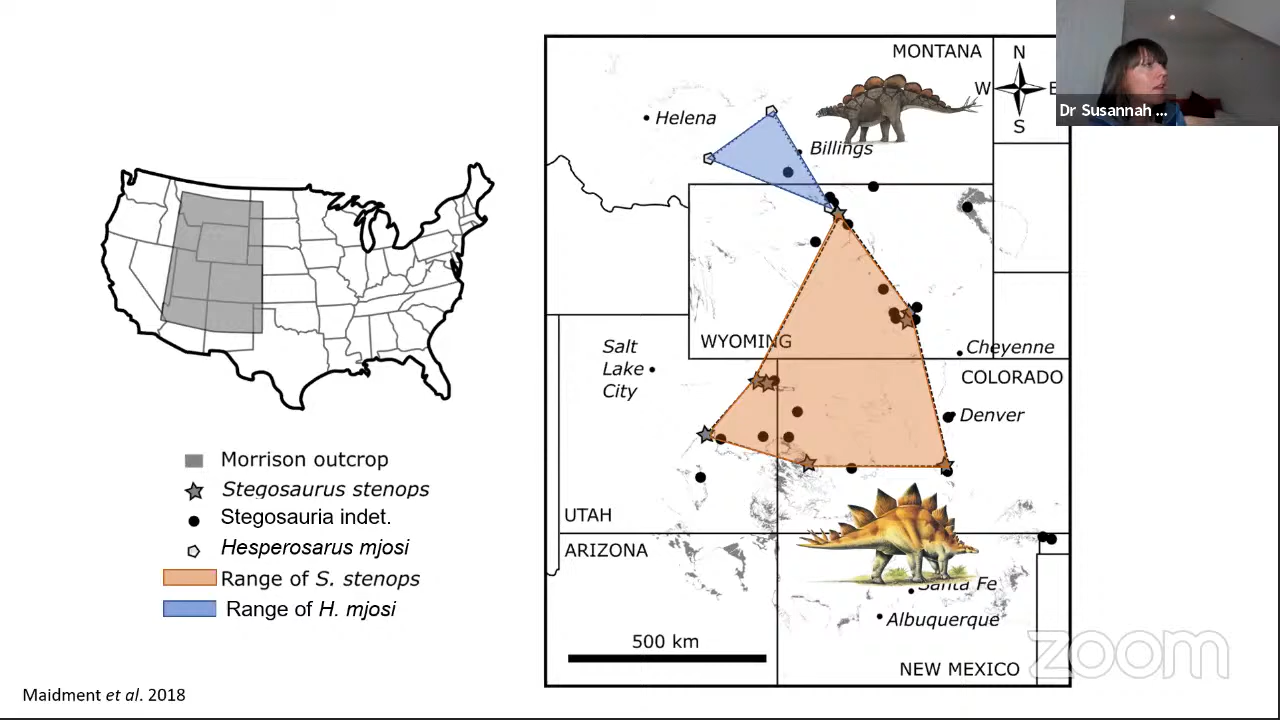 MONTANA
N
W
E
S
Dr Susannah ...
Helena
Billings
WYOMING
Salt
Lake
City
Cheyenne
COLORADO
Denver
UTAH
ARIZONA
Santa Fe
Albuquerque
500 km
NEW MEXICO
Morrison outcrop
Stegosaurus stenops
Stegosauria indet.
Hesperosarus mjosi
Range of S. stenops
Range of H. mjosi
Maidment et al. 2018
zoom